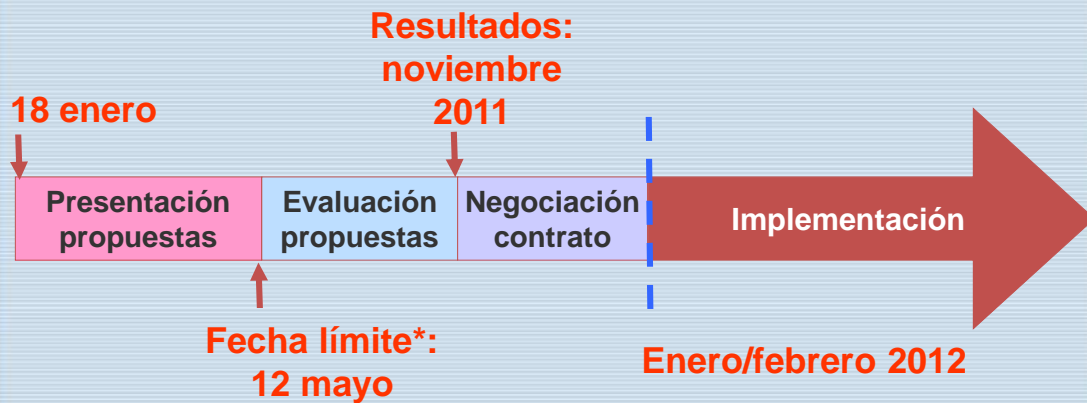 Resultados:
noviembre
2011
18 enero
Presentación
propuestas
Evaluación
propuestas
Negociación
contrato
Implementación
Fecha límite*:
12 mayo
Enero/febrero 2012